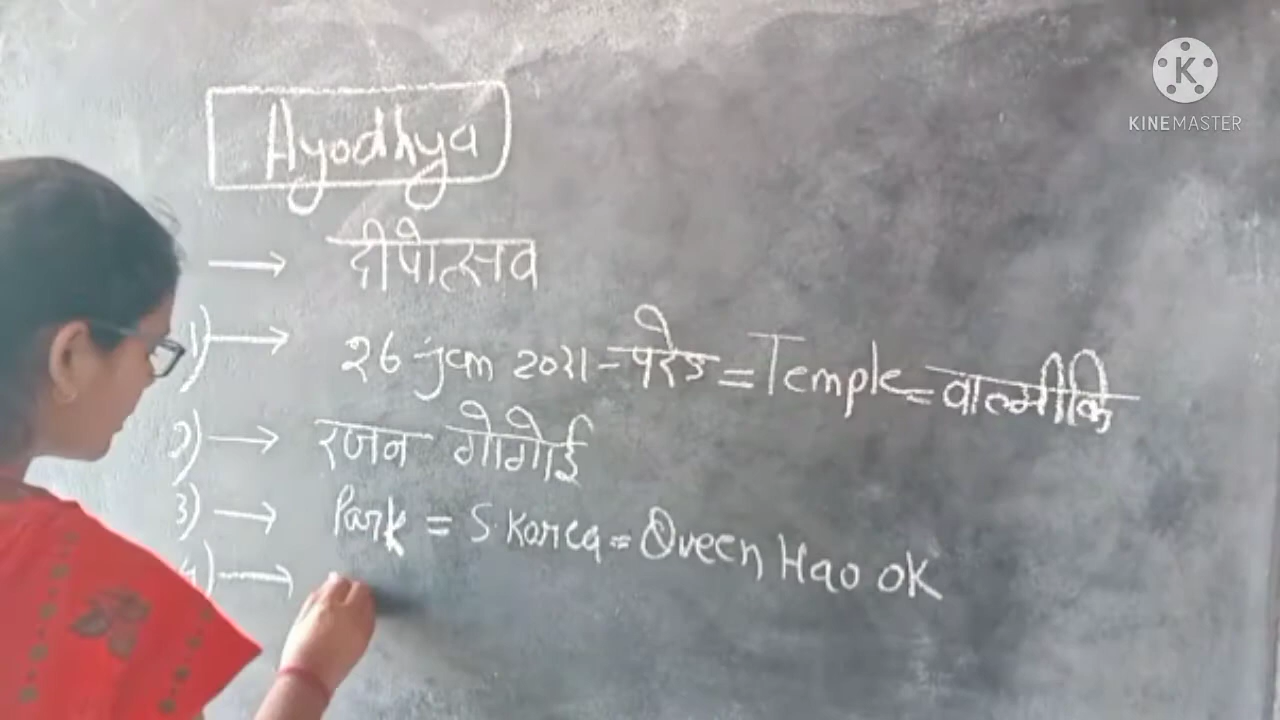 Ayodhya
→ दीपोत्सव
1) → 26 jan 2021 - परेड = Temple = वाल्मीकि
2) → रजन गोगोई
3) → Park = S. Korea = Queen Hao ok
4) →
K
KINEMASTER